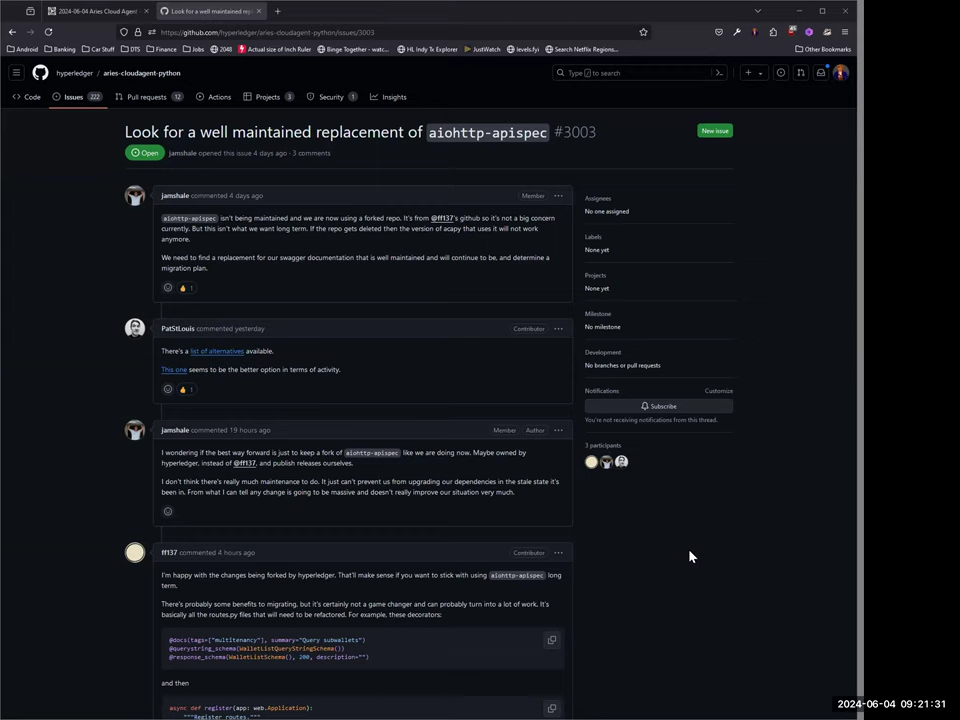 2024-06-04 Aries Cloud Agent
Look for a well maintained rep
https://github.com/hyperledger/aries-cloudagent-python/issues/3003
Android
Banking
Car Stuff
DTS
Finance
Jobs
2048
Actual size of Inch Ruler
Binge Together - watc
HL Indy Tx Explorer
JustWatch
levels.fyi
Search Netflix Regions
Other Bookmarks
hyperledger / aries-cloudagent-python
Type / to search
Code
Issues 222
Pull requests 12
Actions
Projects 3
Security 1
Insights
Look for a well maintained replacement of aiohttp-apispec #3003
New issue
Open
jamshale opened this issue 4 days ago · 3 comments
jamshale commented 4 days ago
Member
aiohttp-apispec isn't being maintained and we are now using a forked repo. It's from @ff137's github so it's not a big concern
currently. But this isn't what we want long term. If the repo gets deleted then the version of acapy that uses it will not work
anymore.
We need to find a replacement for our swagger documentation that is well maintained and will continue to be, and determine a
migration plan.
👍 1
Assignees
No one assigned
Labels
None yet
Projects
None yet
Milestone
No milestone
Development
No branches or pull requests
Notifications
Customize
Subscribe
You're not receiving notifications from this thread.
3 participants
PatStLouis commented yesterday
Contributor
There's a list of alternatives available.
This one seems to be the better option in terms of activity.
👍 1
jamshale commented 19 hours ago
Member
Author
I wondering if the best way forward is just to keep a fork of aiohttp-apispec like we are doing now. Maybe owned by
hyperledger, instead of @ff137, and publish releases ourselves.
I don't think there's really much maintenance to do. It just can't prevent us from upgrading our dependencies in the stale state it's
been in. From what I can tell any change is going to be massive and doesn't really improve our situation very much.
ff137 commented 4 hours ago
Contributor
I'm happy with the changes being forked by hyperledger. That'll make sense if you want to stick with using aiohttp-apispec long
term.
There's probably some benefits to migrating, but it's certainly not a game changer and can probably turn into a lot of work. It's
basically all the routes.py files that will need to be refactored. For example, these decorators:
@docs(tags=["multitenancy"], summary="Query subwallets")
@querystring_schema(WalletListQueryStringSchema())
@response_schema(WalletListSchema(), 200, description="")
and then
async def register(app: web.Application):
"""Register routes."""
2024-06-04 09:21:31